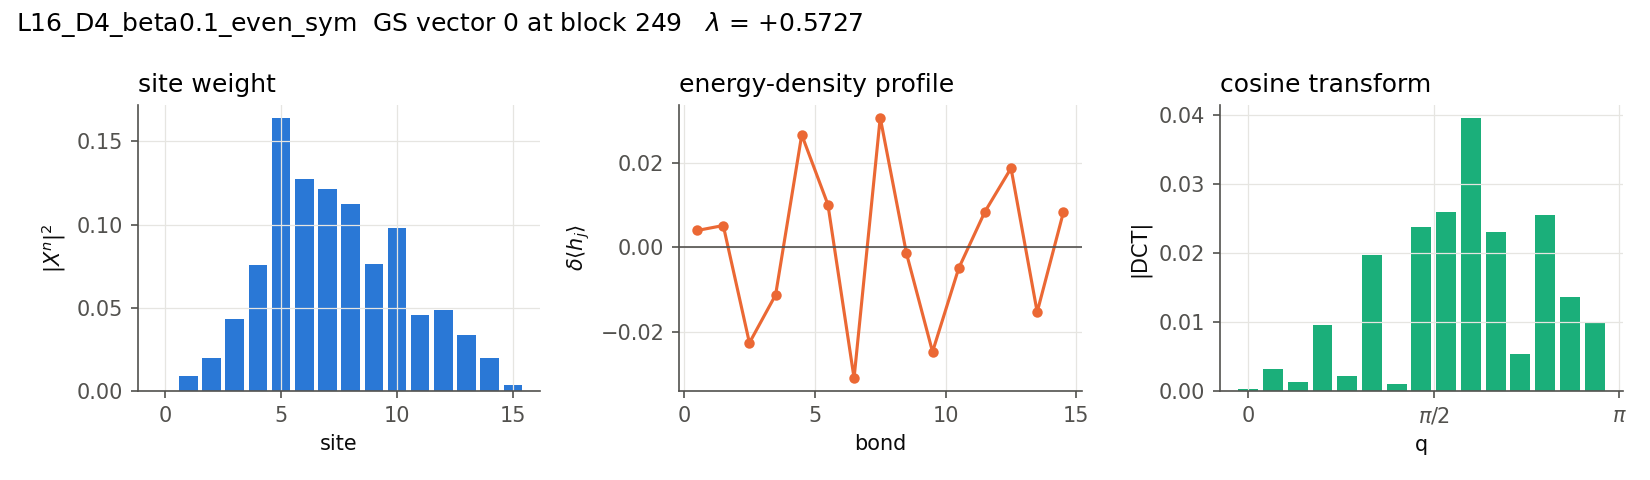 L16_D4_beta0.1_even_sym  GS vector 0 at block 249   λ = +0.5727
site weight
energy-density profile
cosine transform
|Xⁿ|²
0.15
0.10
0.05
0.00
0
5
10
15
site
δ⟨hⱼ⟩
0.02
0.00
−0.02
0
5
10
15
bond
|DCT|
0.04
0.03
0.02
0.01
0.00
0
π/2
π
q